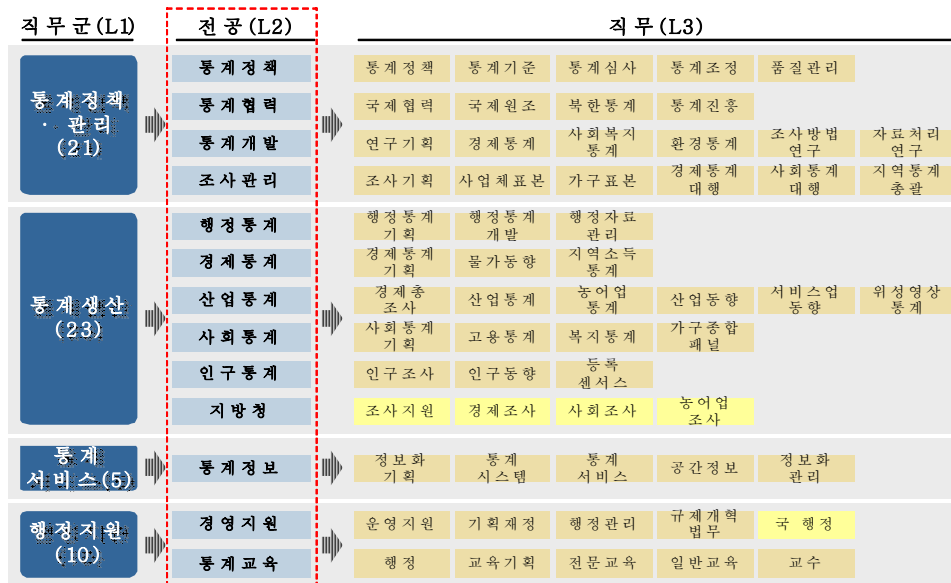 직무군(L1) 전공(L2) 직무(L3)
통계정책
· 관리
(21)
통계정책 통계정책 통계기준 통계심사 통계조정 품질관리
통계협력 국제협력 국제원조 북한통계 통계진흥
통계개발 연구기획 경제통계 사회복지 통계 환경통계 조사방법 연구 자료처리 연구
조사관리 조사기획 사업체표본 가구표본 경제통계 대행 사회통계 대행 지역통계 총괄
통계생산
(23)
행정통계 행정통계 기획 행정통계 개발 행정자료 관리
경제통계 경제통계 기획 물가동향 지역소득 통계
산업통계 경제총 조사 산업통계 농어업 통계 산업동향 서비스업 동향 위성영상 통계
사회통계 사회통계 기획 고용통계 복지통계 가구종합 패널
인구통계 인구조사 인구동향 등록 센서스
지방청 조사지원 경제조사 사회조사 농어업 조사
통계
서비스(5)
통계정보 정보화 기획 통계 시스템 통계 서비스 공간정보 정보화 관리
행정지원
(10)
경영지원 운영지원 기획재정 행정관리 규제개혁 법무 국 행정
통계교육 행정 교육기획 전문교육 일반교육 교수